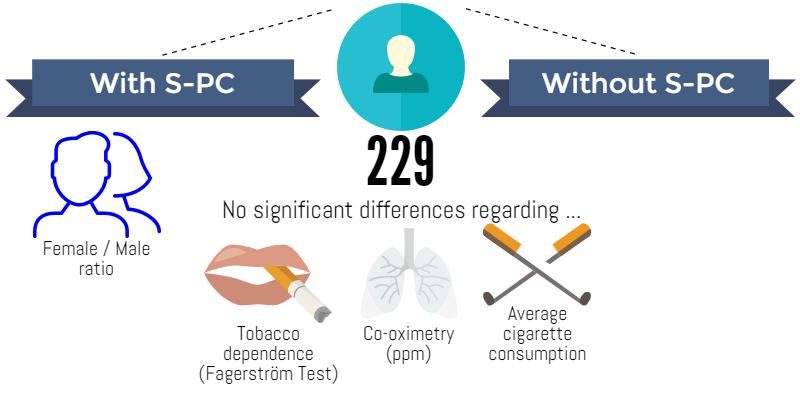 With S-PC
Without S-PC
229
No significant differences regarding ...
Female / Male
ratio
Tobacco
dependence
(Fagerström Test)
Co-oximetry
(ppm)
Average
cigarette
consumption